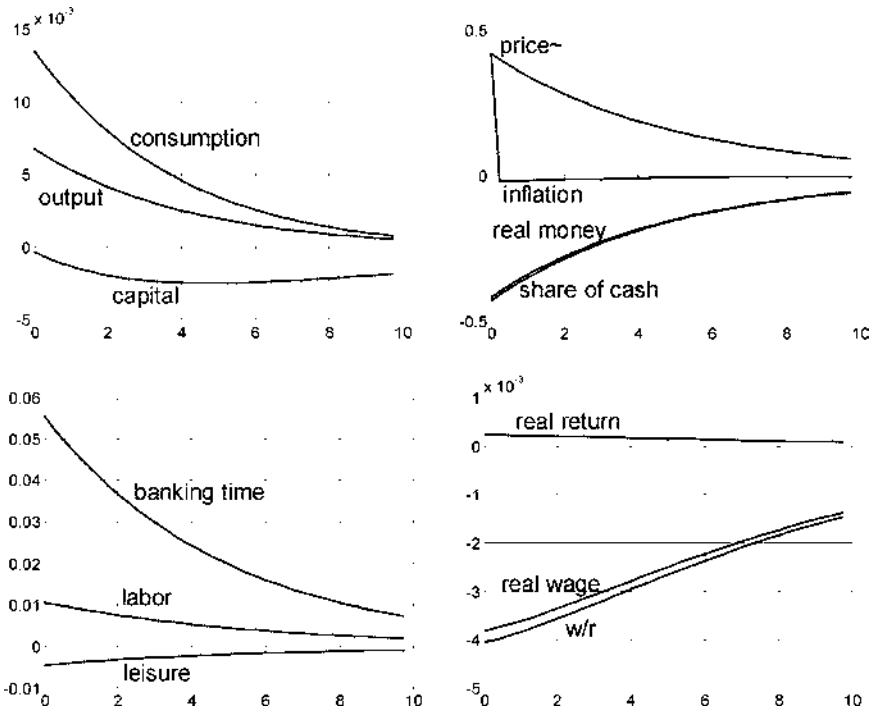 15 x 10⁻³
10
5
0
-5
consumption
output
capital
0 2 4 6 8 10
0.5
0
-0.5
price~
inflation
real money
share of cash
0 2 4 6 8 10
0.06
0.05
0.04
0.03
0.02
0.01
0
-0.01
banking time
labor
leisure
0 2 4 6 8 10
1 x 10⁻³
0
-1
-2
-3
-4
-5
real return
real wage
w/r
0 2 4 6 8 10